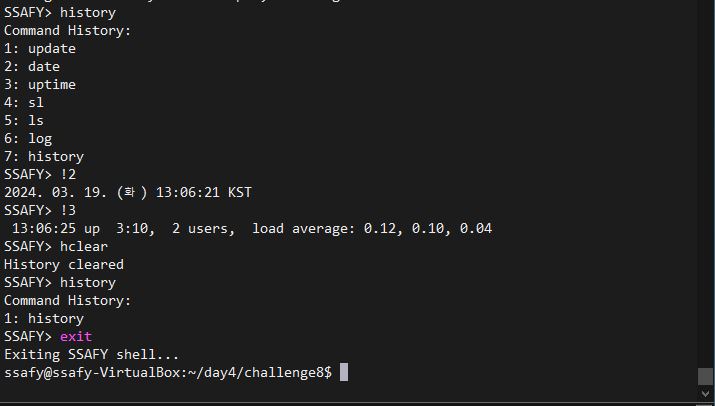 SSAFY> history
Command History:
1: update
2: date
3: uptime
4: sl
5: ls
6: log
7: history
SSAFY> !2
2024. 03. 19. (화 ) 13:06:21 KST
SSAFY> !3
 13:06:25 up  3:10,  2 users,  load average: 0.12, 0.10, 0.04
SSAFY> hclear
History cleared
SSAFY> history
Command History:
1: history
SSAFY> exit
Exiting SSAFY shell...
ssafy@ssafy-VirtualBox:~/day4/challenge8$